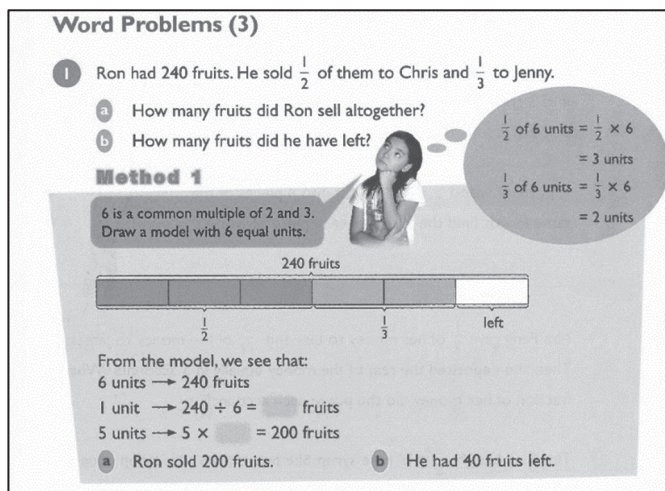 Word Problems (3)
1 Ron had 240 fruits. He sold 1/2 of them to Chris and 1/3 to Jenny.
a How many fruits did Ron sell altogether?
b How many fruits did he have left?
1/2 of 6 units = 1/2 × 6
= 3 units
1/3 of 6 units = 1/3 × 6
= 2 units
Method 1
6 is a common multiple of 2 and 3.
Draw a model with 6 equal units.
240 fruits
1/2 1/3 left
From the model, we see that:
6 units → 240 fruits
1 unit → 240 ÷ 6 = fruits
5 units → 5 × = 200 fruits
a Ron sold 200 fruits. b He had 40 fruits left.